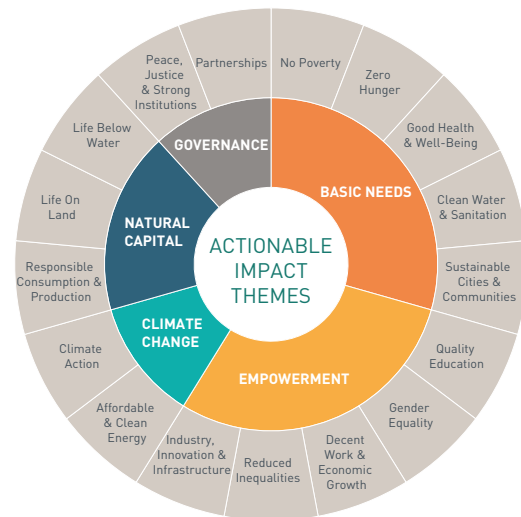 Partnerships
No Poverty
Zero
Hunger
Good Health
& Well-Being
Clean Water
& Sanitation
Sustainable
Cities &
Communities
Quality
Education
Gender
Equality
Decent
Work &
Economic
Growth
Reduced
Inequalities
Industry,
Innovation &
Infrastructure
Affordable
& Clean
Energy
Climate
Action
Responsible
Consumption &
Production
Life On
Land
Life Below
Water
Peace,
Justice
& Strong
Institutions
GOVERNANCE
BASIC NEEDS
EMPOWERMENT
CLIMATE
CHANGE
NATURAL
CAPITAL
ACTIONABLE
IMPACT
THEMES